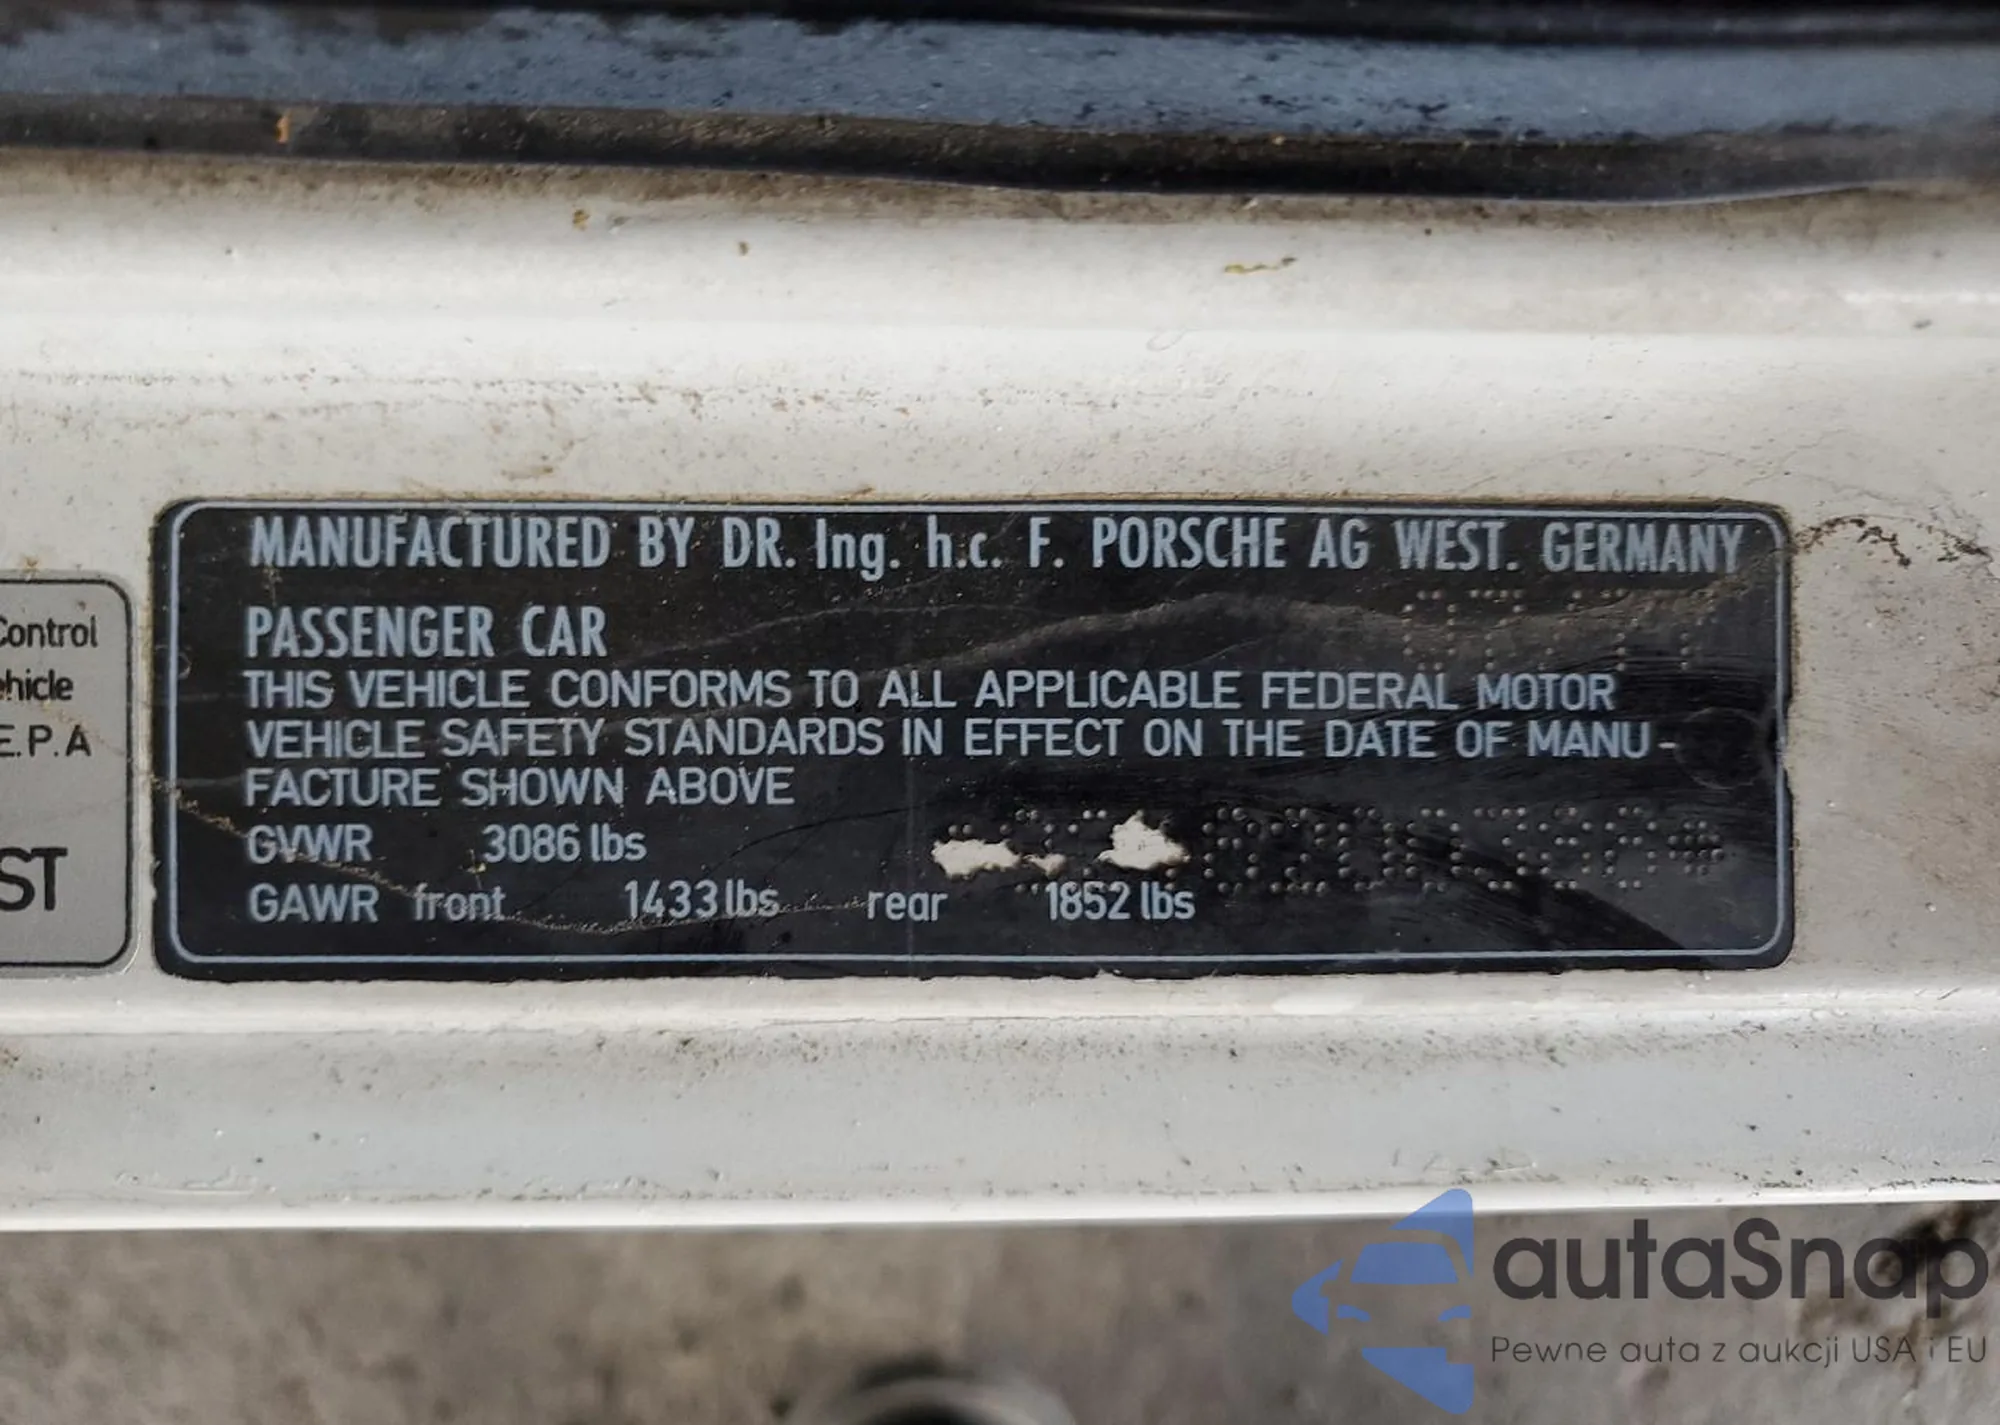 Control
ehicle
E.P.A
ST
MANUFACTURED BY DR. Ing. h.c. F. PORSCHE AG WEST. GERMANY
PASSENGER CAR
THIS VEHICLE CONFORMS TO ALL APPLICABLE FEDERAL MOTOR
VEHICLE SAFETY STANDARDS IN EFFECT ON THE DATE OF MANU-
FACTURE SHOWN ABOVE
GVWR 3086 lbs
GAWR front 1433 lbs rear 1852 lbs
autaSnap
Pewne auta z aukcji USA i EU